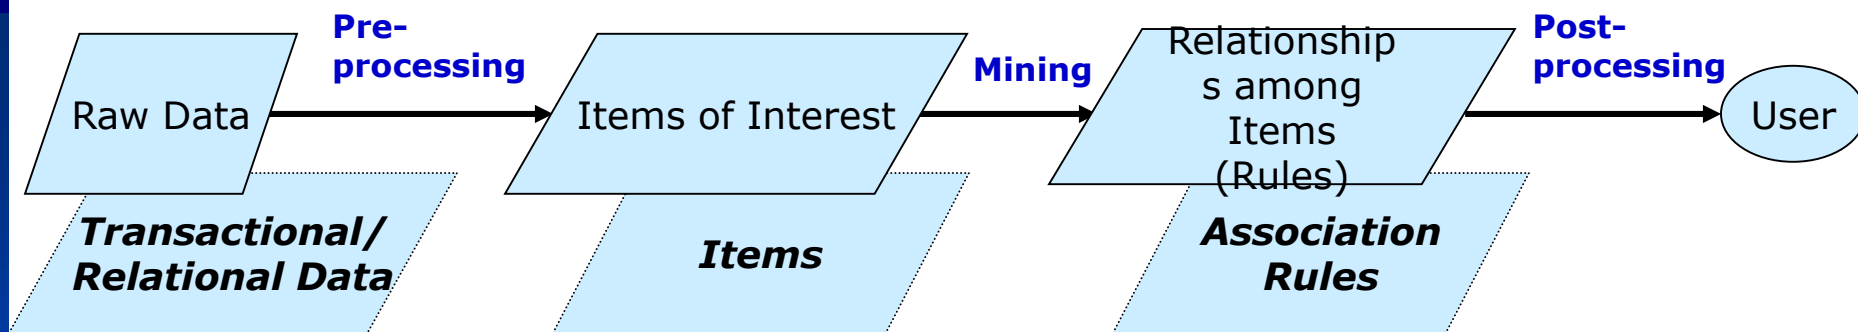 Pre-
processing
Raw Data
Items of Interest
Mining
Relationship
s among
Items
(Rules)
Post-
processing
User
Transactional/
Relational Data
Items
Association
Rules